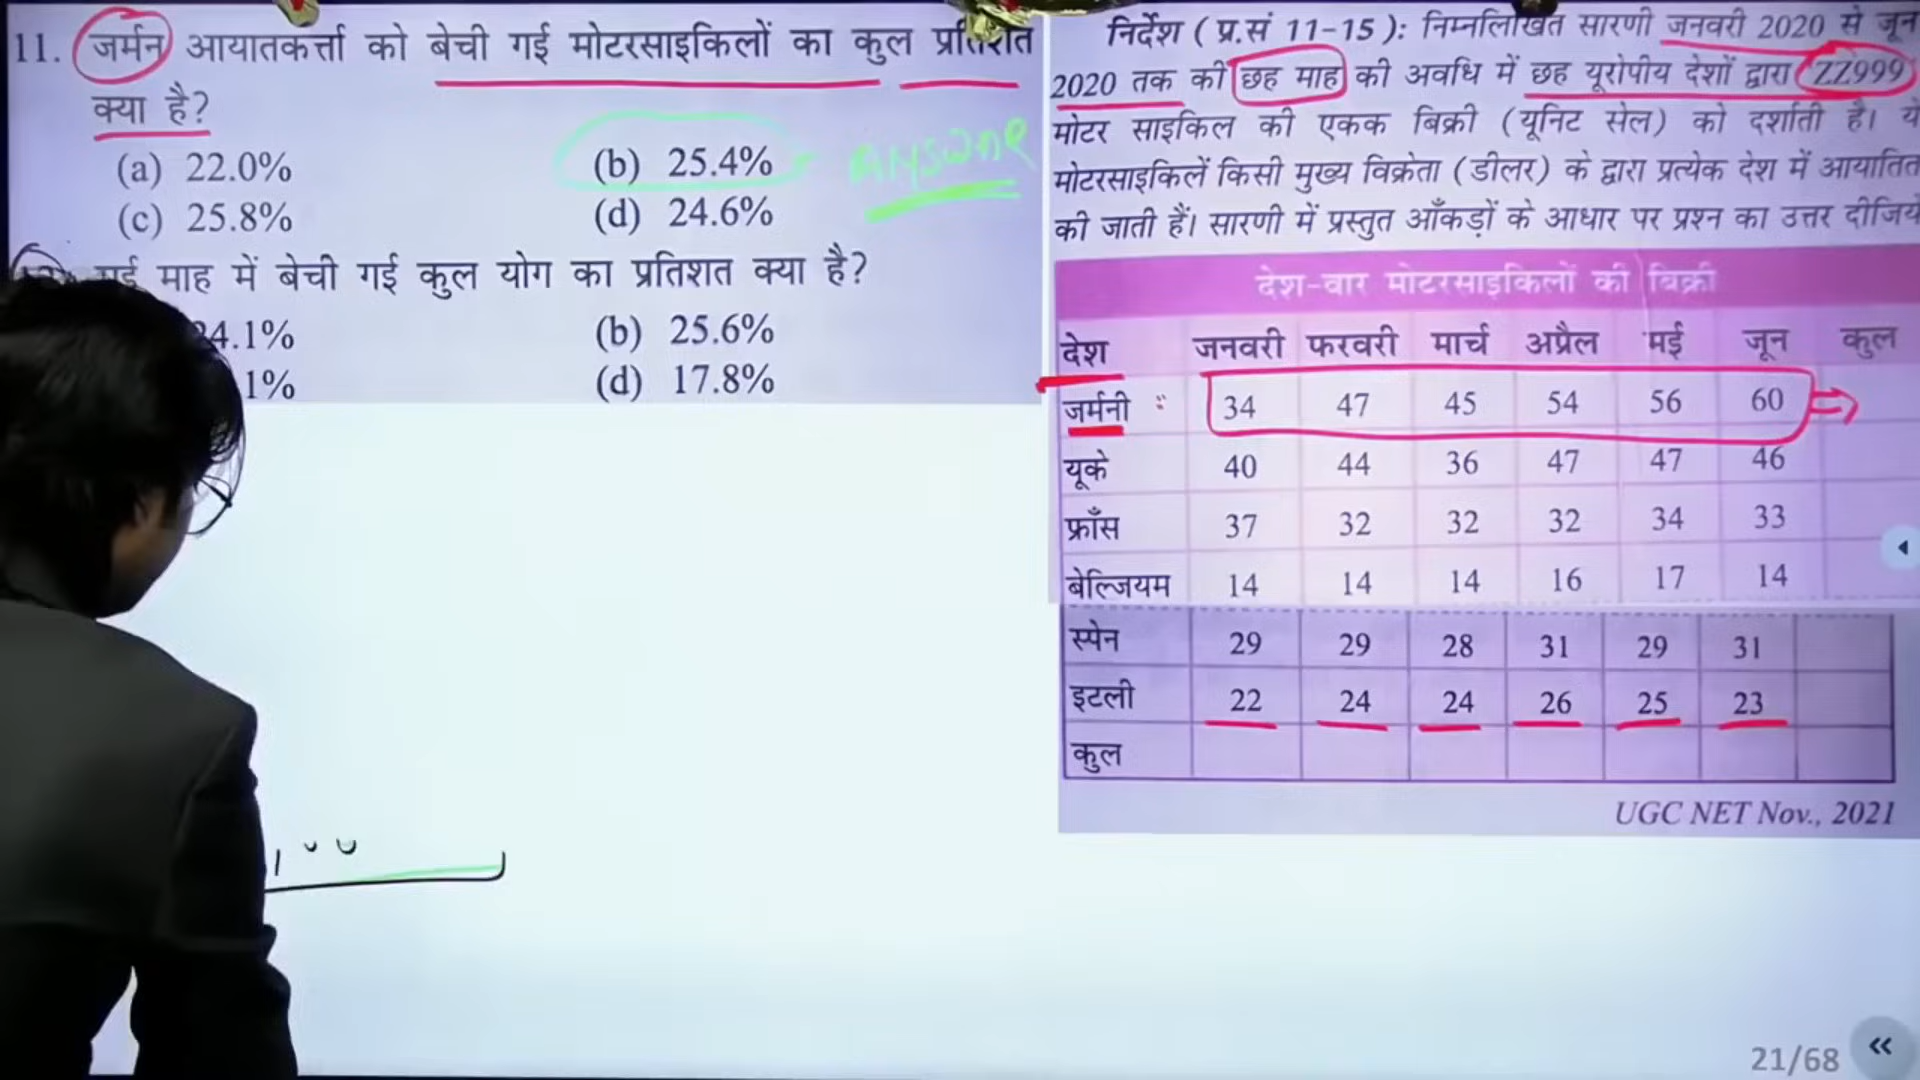 11. जर्मन आयातकर्त्ता को बेची गई मोटरसाइकिलों का कुल प्रतिशत
क्या है?
(a) 22.0% (b) 25.4% Answer
(c) 25.8% (d) 24.6%
मई माह में बेची गई कुल योग का प्रतिशत क्या है?
24.1% (b) 25.6%
1% (d) 17.8%
100
निर्देश ( प्र.सं 11-15 ): निम्नलिखित सारणी जनवरी 2020 से जून
2020 तक की छह माह की अवधि में छह यूरोपीय देशों द्वारा ZZ999
मोटर साइकिल की एकक बिक्री (यूनिट सेल) को दर्शाती है। ये
मोटरसाइकिलें किसी मुख्य विक्रेता (डीलर) के द्वारा प्रत्येक देश में आयातित
की जाती हैं। सारणी में प्रस्तुत आँकड़ों के आधार पर प्रश्न का उत्तर दीजिये
देश-वार मोटरसाइकिलों की बिक्री
देश जनवरी फरवरी मार्च अप्रैल मई जून कुल
जर्मनी 34 47 45 54 56 60
यूके 40 44 36 47 47 46
फ्राँस 37 32 32 32 34 33
बेल्जियम 14 14 14 16 17 14
स्पेन 29 29 28 31 29 31
इटली 22 24 24 26 25 23
कुल
UGC NET Nov., 2021
21/68